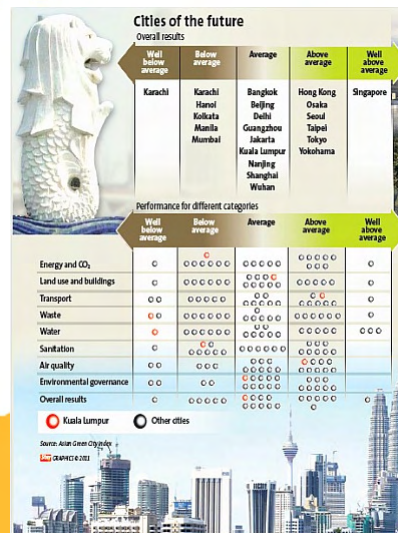 Cities of the future
Overall results
Well below average
Below average
Average
Above average
Well above average
Karachi
Karachi
Hanoi
Kolkata
Manila
Mumbai
Bangkok
Beijing
Delhi
Guangzhou
Jakarta
Kuala Lumpur
Nanjing
Shanghai
Wuhan
Hong Kong
Osaka
Seoul
Taipei
Tokyo
Yokohama
Singapore
Performance for different categories
Well below average
Below average
Average
Above average
Well above average
Energy and CO₂
Land use and buildings
Transport
Waste
Water
Sanitation
Air quality
Environmental governance
Overall results
Kuala Lumpur
Other cities
Source: Asian Green City Index
GRAPHICS © 2011